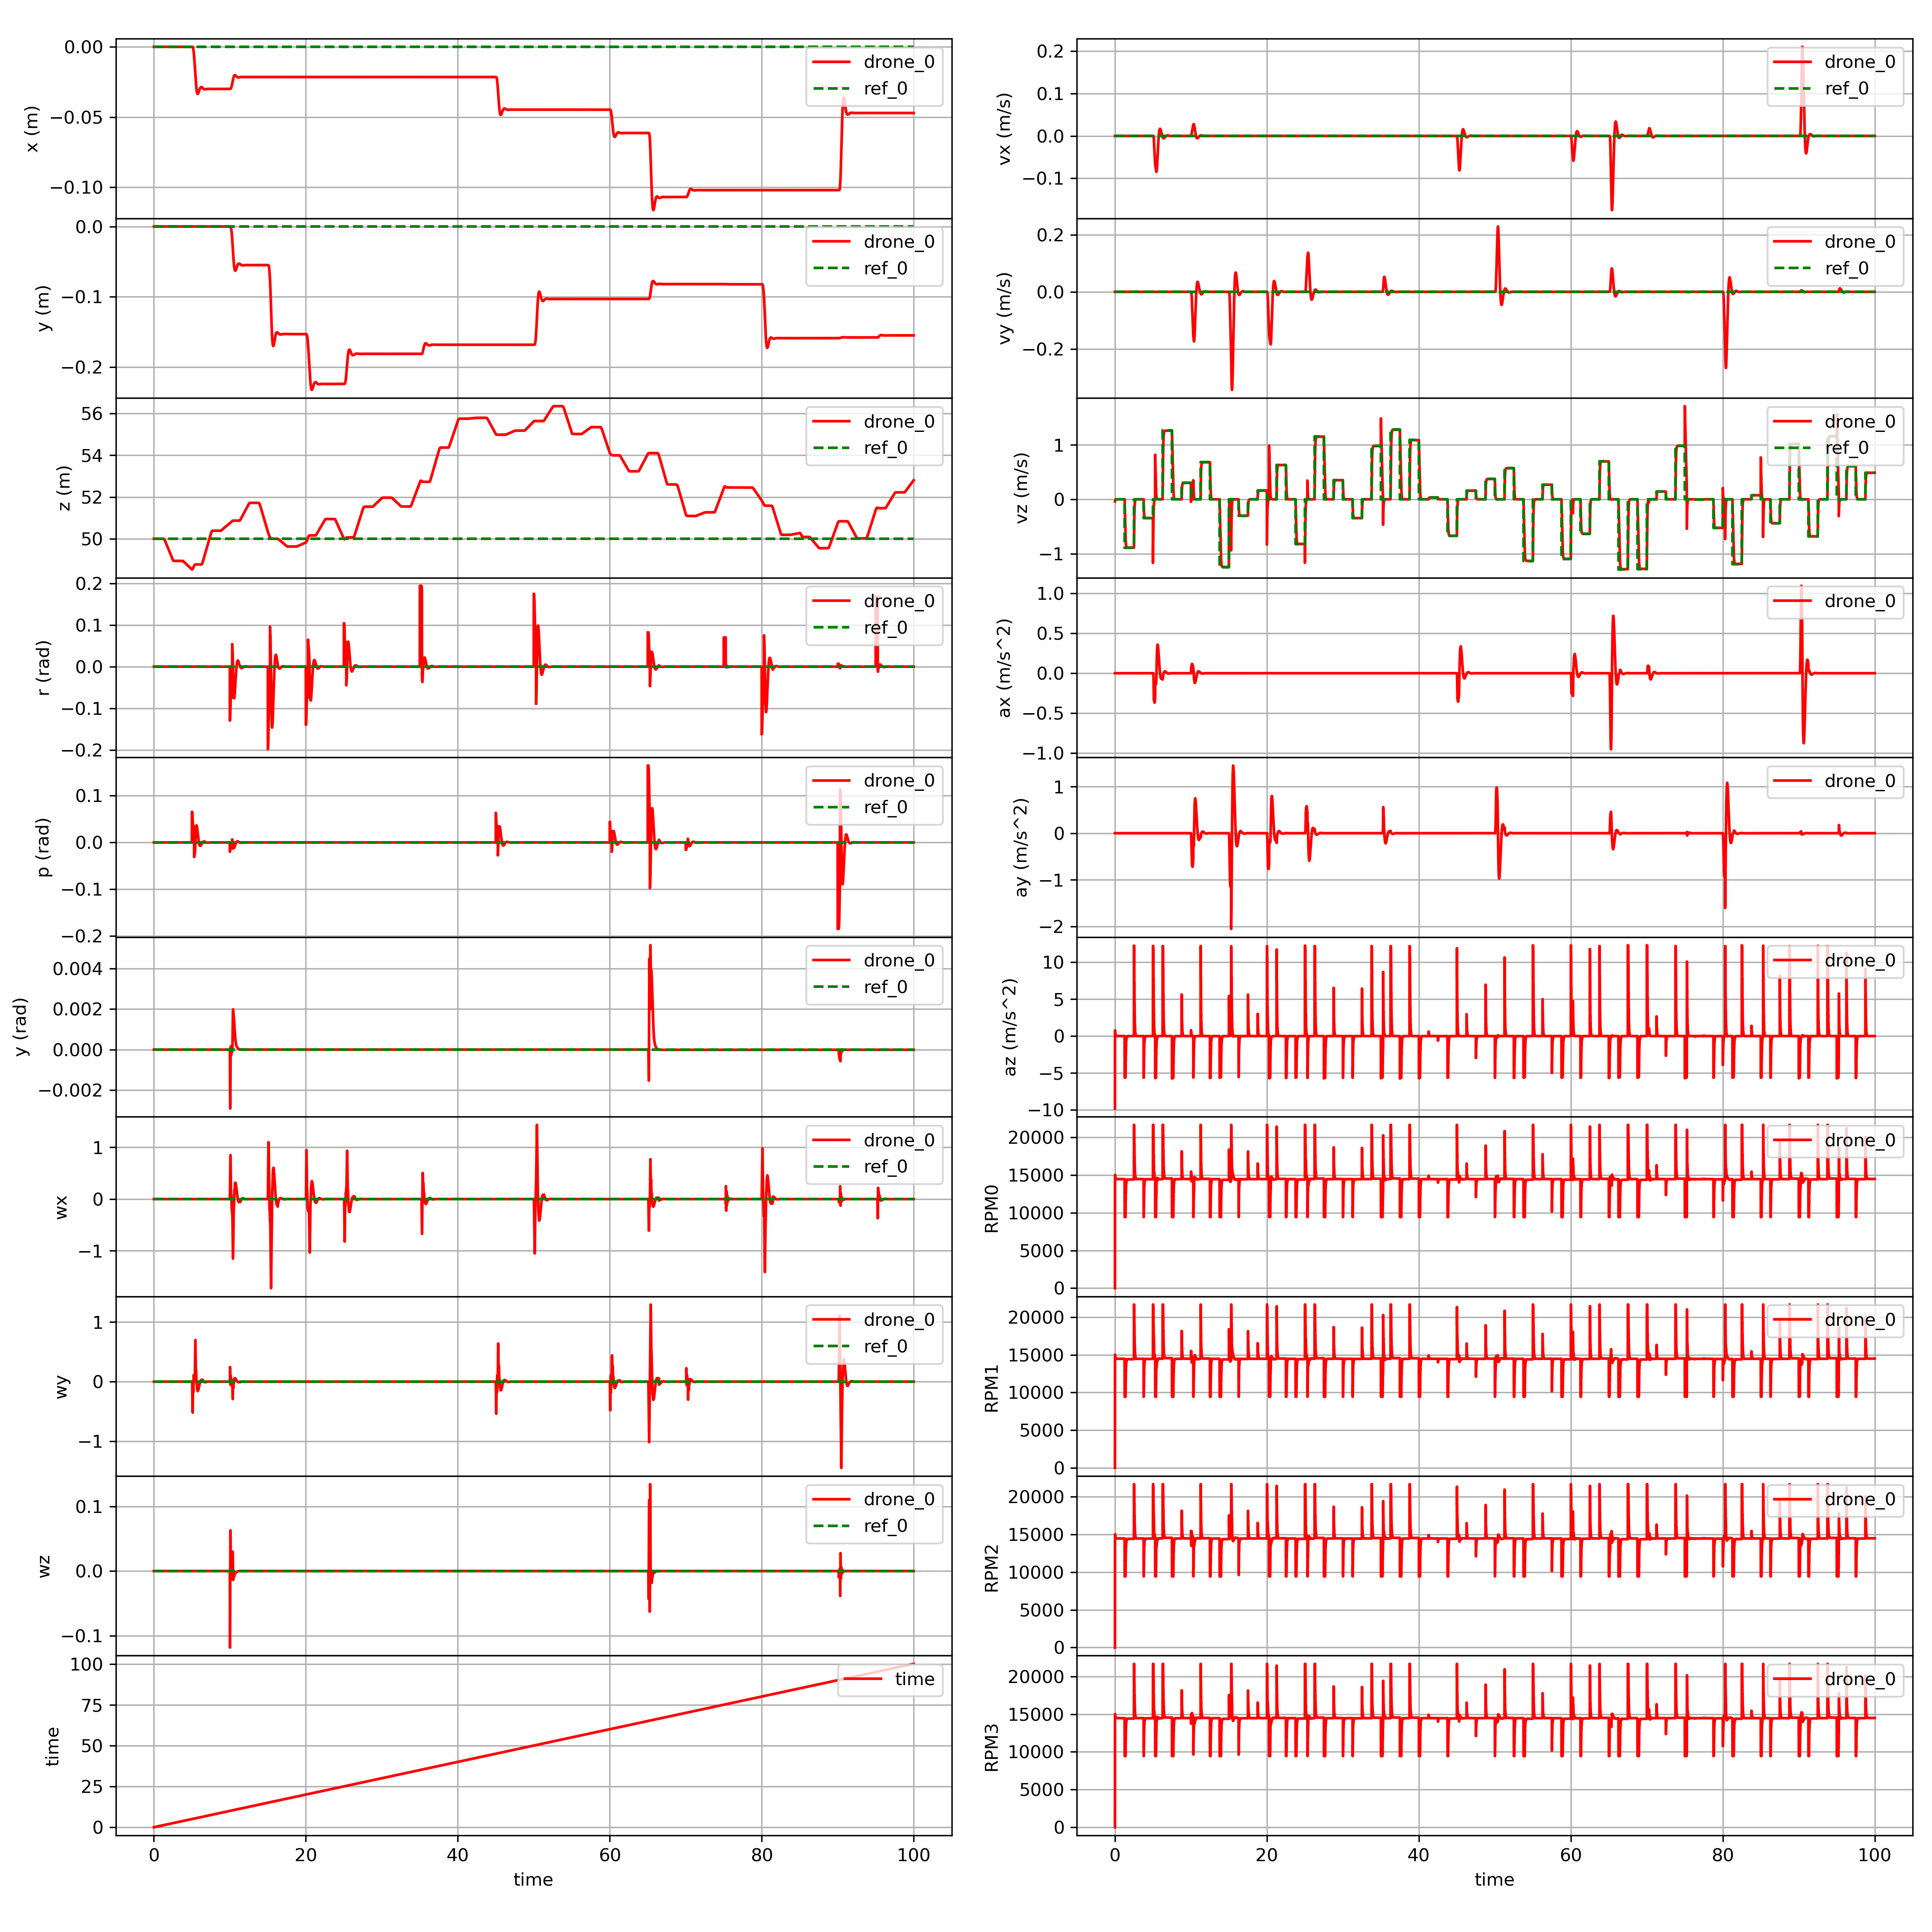 0.00
−0.05
−0.10
x (m)
drone_0
ref_0
0.0
−0.1
−0.2
y (m)
drone_0
ref_0
56
54
52
50
z (m)
drone_0
ref_0
0.2
0.1
0.0
−0.1
−0.2
r (rad)
drone_0
ref_0
0.1
0.0
−0.1
−0.2
p (rad)
drone_0
ref_0
0.004
0.002
0.000
−0.002
y (rad)
drone_0
ref_0
1
0
−1
wx
drone_0
ref_0
1
0
−1
wy
drone_0
ref_0
0.1
0.0
−0.1
wz
drone_0
ref_0
100
75
50
25
0
time
time
0 20 40 60 80 100
time
0.2
0.1
0.0
−0.1
vx (m/s)
drone_0
ref_0
0.2
0.0
−0.2
vy (m/s)
drone_0
ref_0
1
0
−1
vz (m/s)
drone_0
ref_0
1.0
0.5
0.0
−0.5
−1.0
ax (m/s^2)
drone_0
1
0
−1
−2
ay (m/s^2)
drone_0
10
5
0
−5
−10
az (m/s^2)
drone_0
20000
15000
10000
5000
0
RPM0
drone_0
20000
15000
10000
5000
0
RPM1
drone_0
20000
15000
10000
5000
0
RPM2
drone_0
20000
15000
10000
5000
0
RPM3
drone_0
0 20 40 60 80 100
time